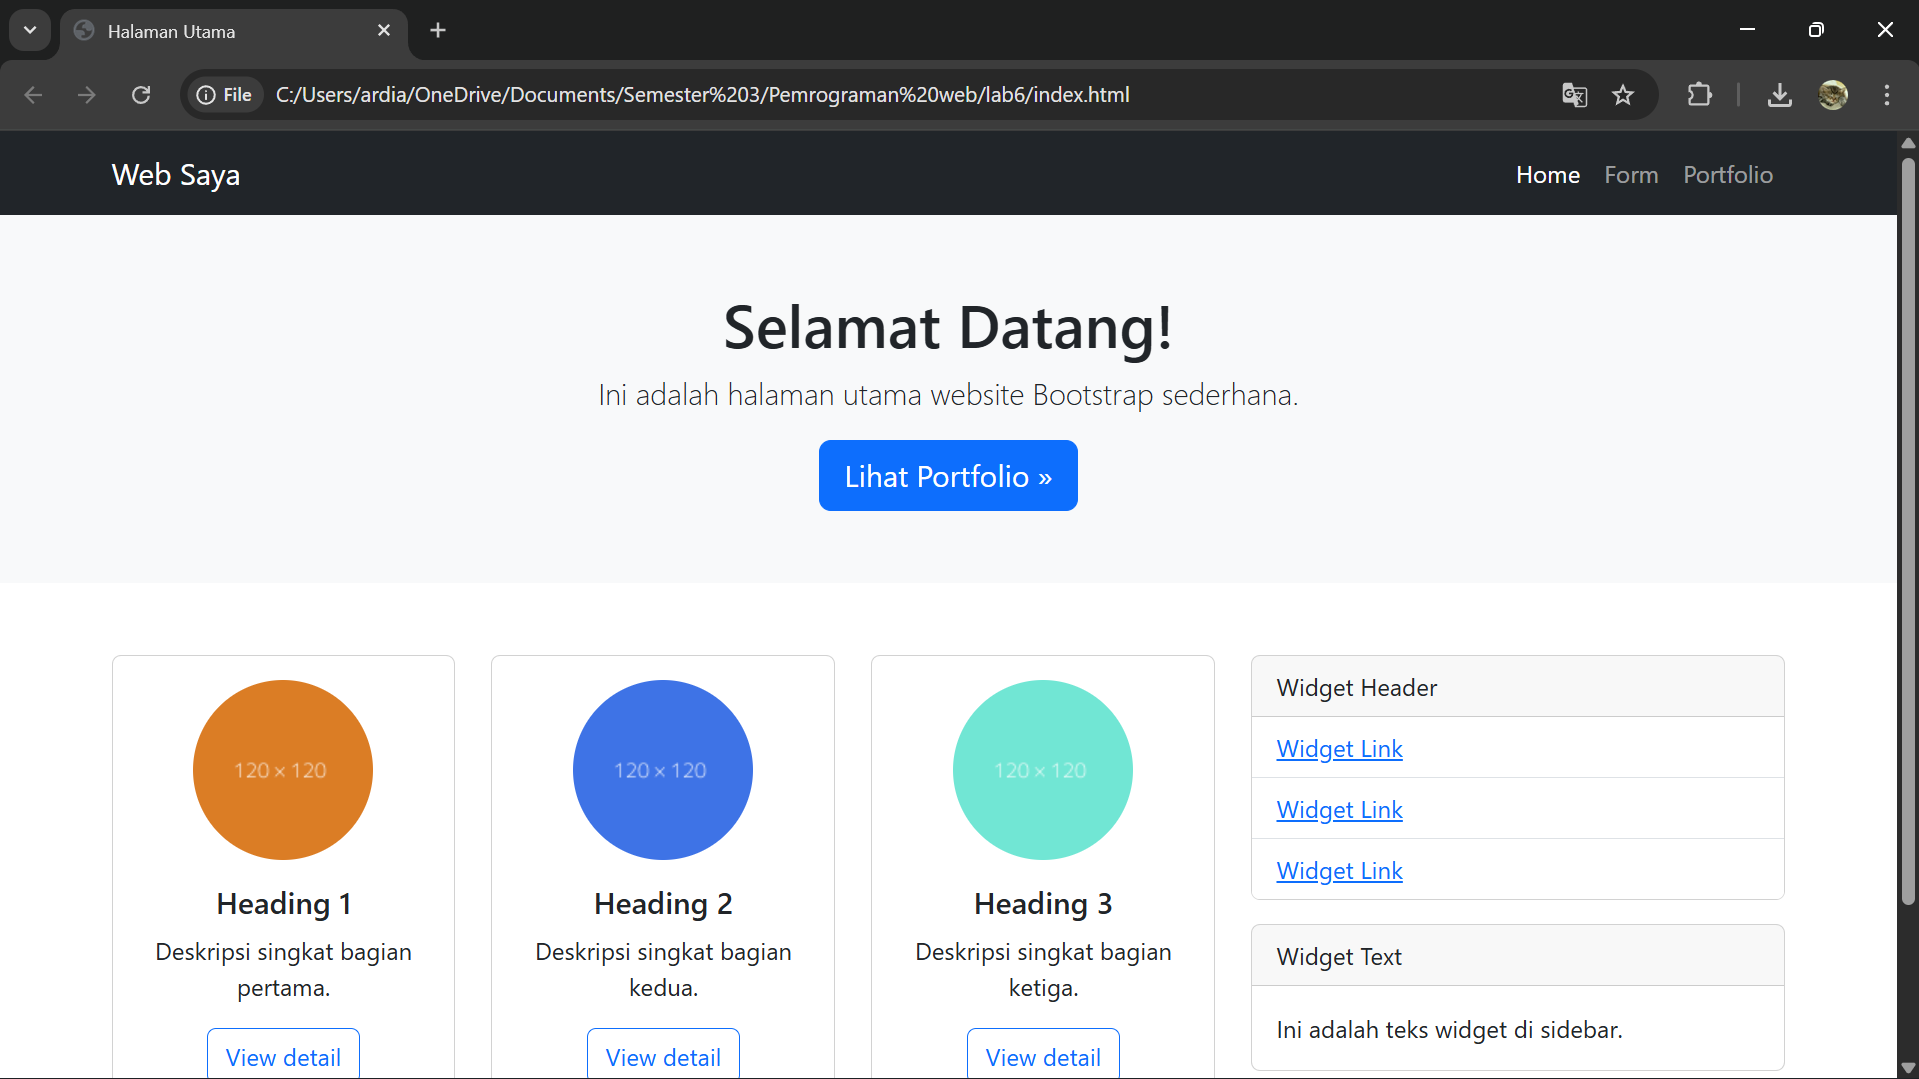 Halaman Utama
File
C:/Users/ardia/OneDrive/Documents/Semester%203/Pemrograman%20web/lab6/index.html
Web Saya
Home Form Portfolio
Selamat Datang!
Ini adalah halaman utama website Bootstrap sederhana.
Lihat Portfolio »
120 × 120
Heading 1
Deskripsi singkat bagian
pertama.
View detail
120 × 120
Heading 2
Deskripsi singkat bagian
kedua.
View detail
120 × 120
Heading 3
Deskripsi singkat bagian
ketiga.
View detail
Widget Header
Widget Link
Widget Link
Widget Link
Widget Text
Ini adalah teks widget di sidebar.